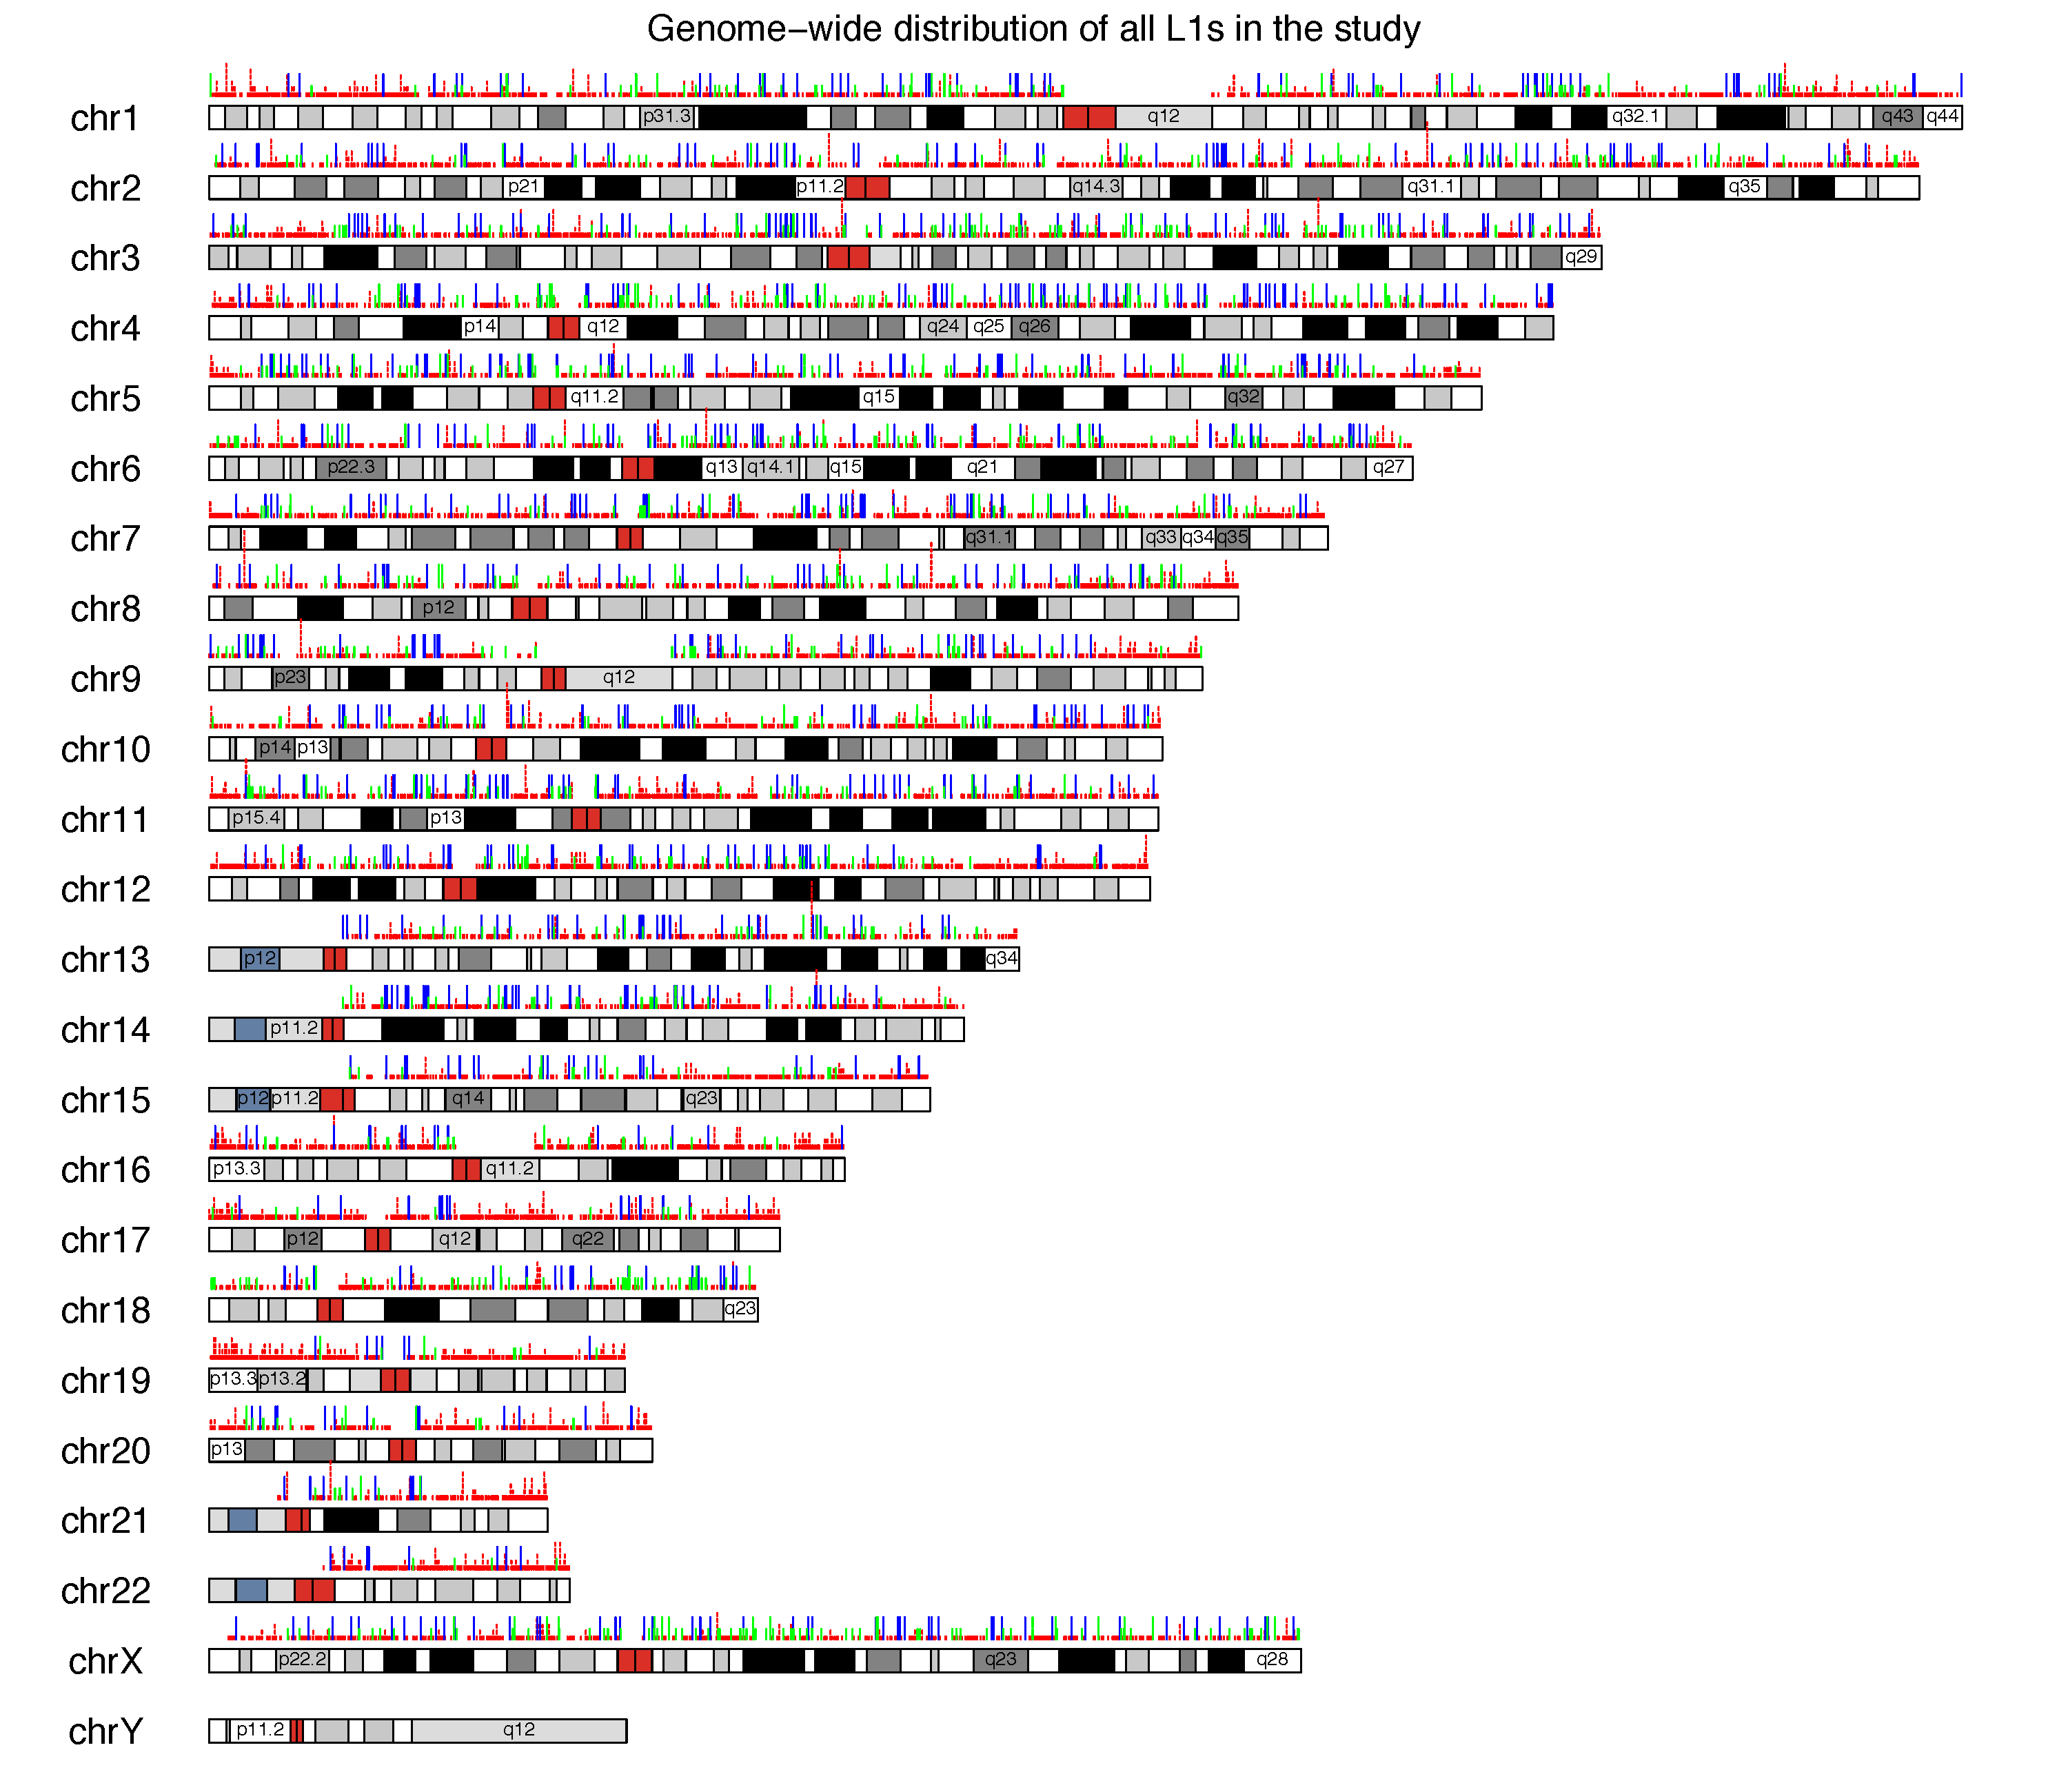 Genome−wide distribution of all L1s in the study
chr1 p31.3 q12 q32.1 q43 q44
chr2 p21 p11.2 q14.3 q31.1 q35
chr3 q29
chr4 p14 q12 q24 q25 q26
chr5 q11.2 q15 q32
chr6 p22.3 q13 q14.1 q15 q21 q27
chr7 q31.1 q33 q34 q35
chr8 p12
chr9 p23 q12
chr10 p14 p13
chr11 p15.4 p13
chr12
chr13 p12 q34
chr14 p11.2
chr15 p12 p11.2 q14 q23
chr16 p13.3 q11.2
chr17 p12 q12 q22
chr18 q23
chr19 p13.3 p13.2
chr20 p13
chr21
chr22
chrX p22.2 q23 q28
chrY p11.2 q12